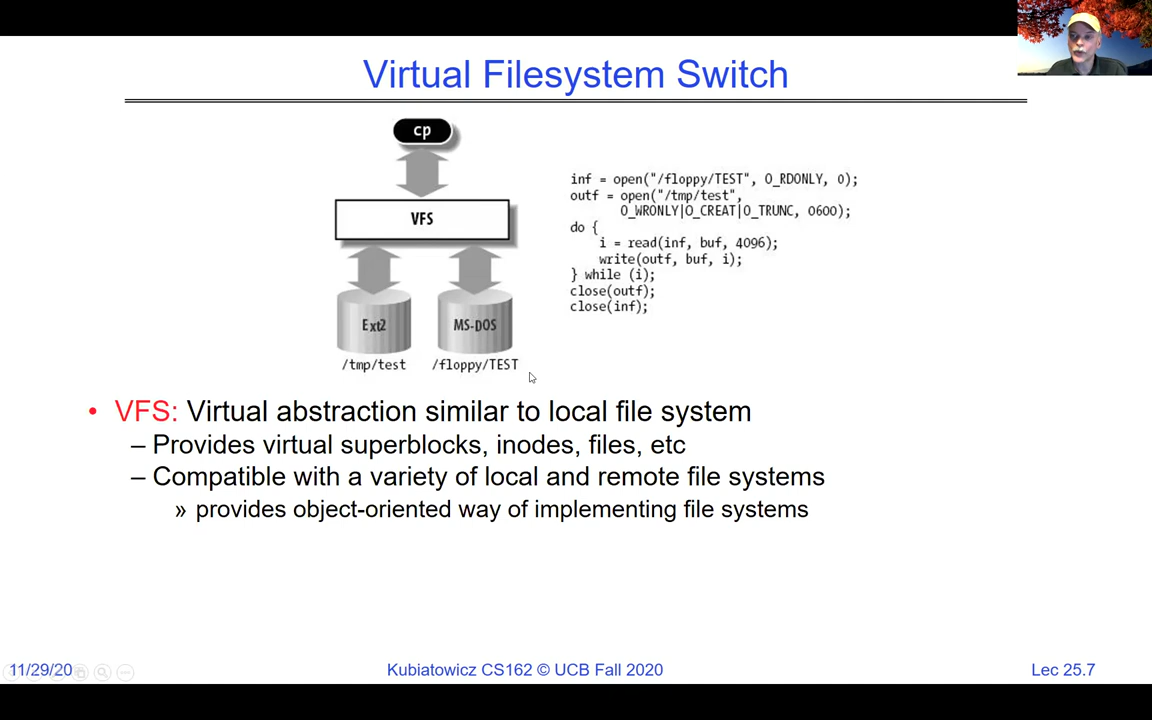 Virtual Filesystem Switch
cp
VFS
Ext2
MS-DOS
/tmp/test
/floppy/TEST
inf = open("/floppy/TEST", O_RDONLY, 0);
outf = open("/tmp/test",
O_WRONLY|O_CREAT|O_TRUNC, 0600);
do {
i = read(inf, buf, 4096);
write(outf, buf, i);
} while (i);
close(outf);
close(inf);
• VFS: Virtual abstraction similar to local file system
– Provides virtual superblocks, inodes, files, etc
– Compatible with a variety of local and remote file systems
» provides object-oriented way of implementing file systems
11/29/20
Kubiatowicz CS162 © UCB Fall 2020
Lec 25.7